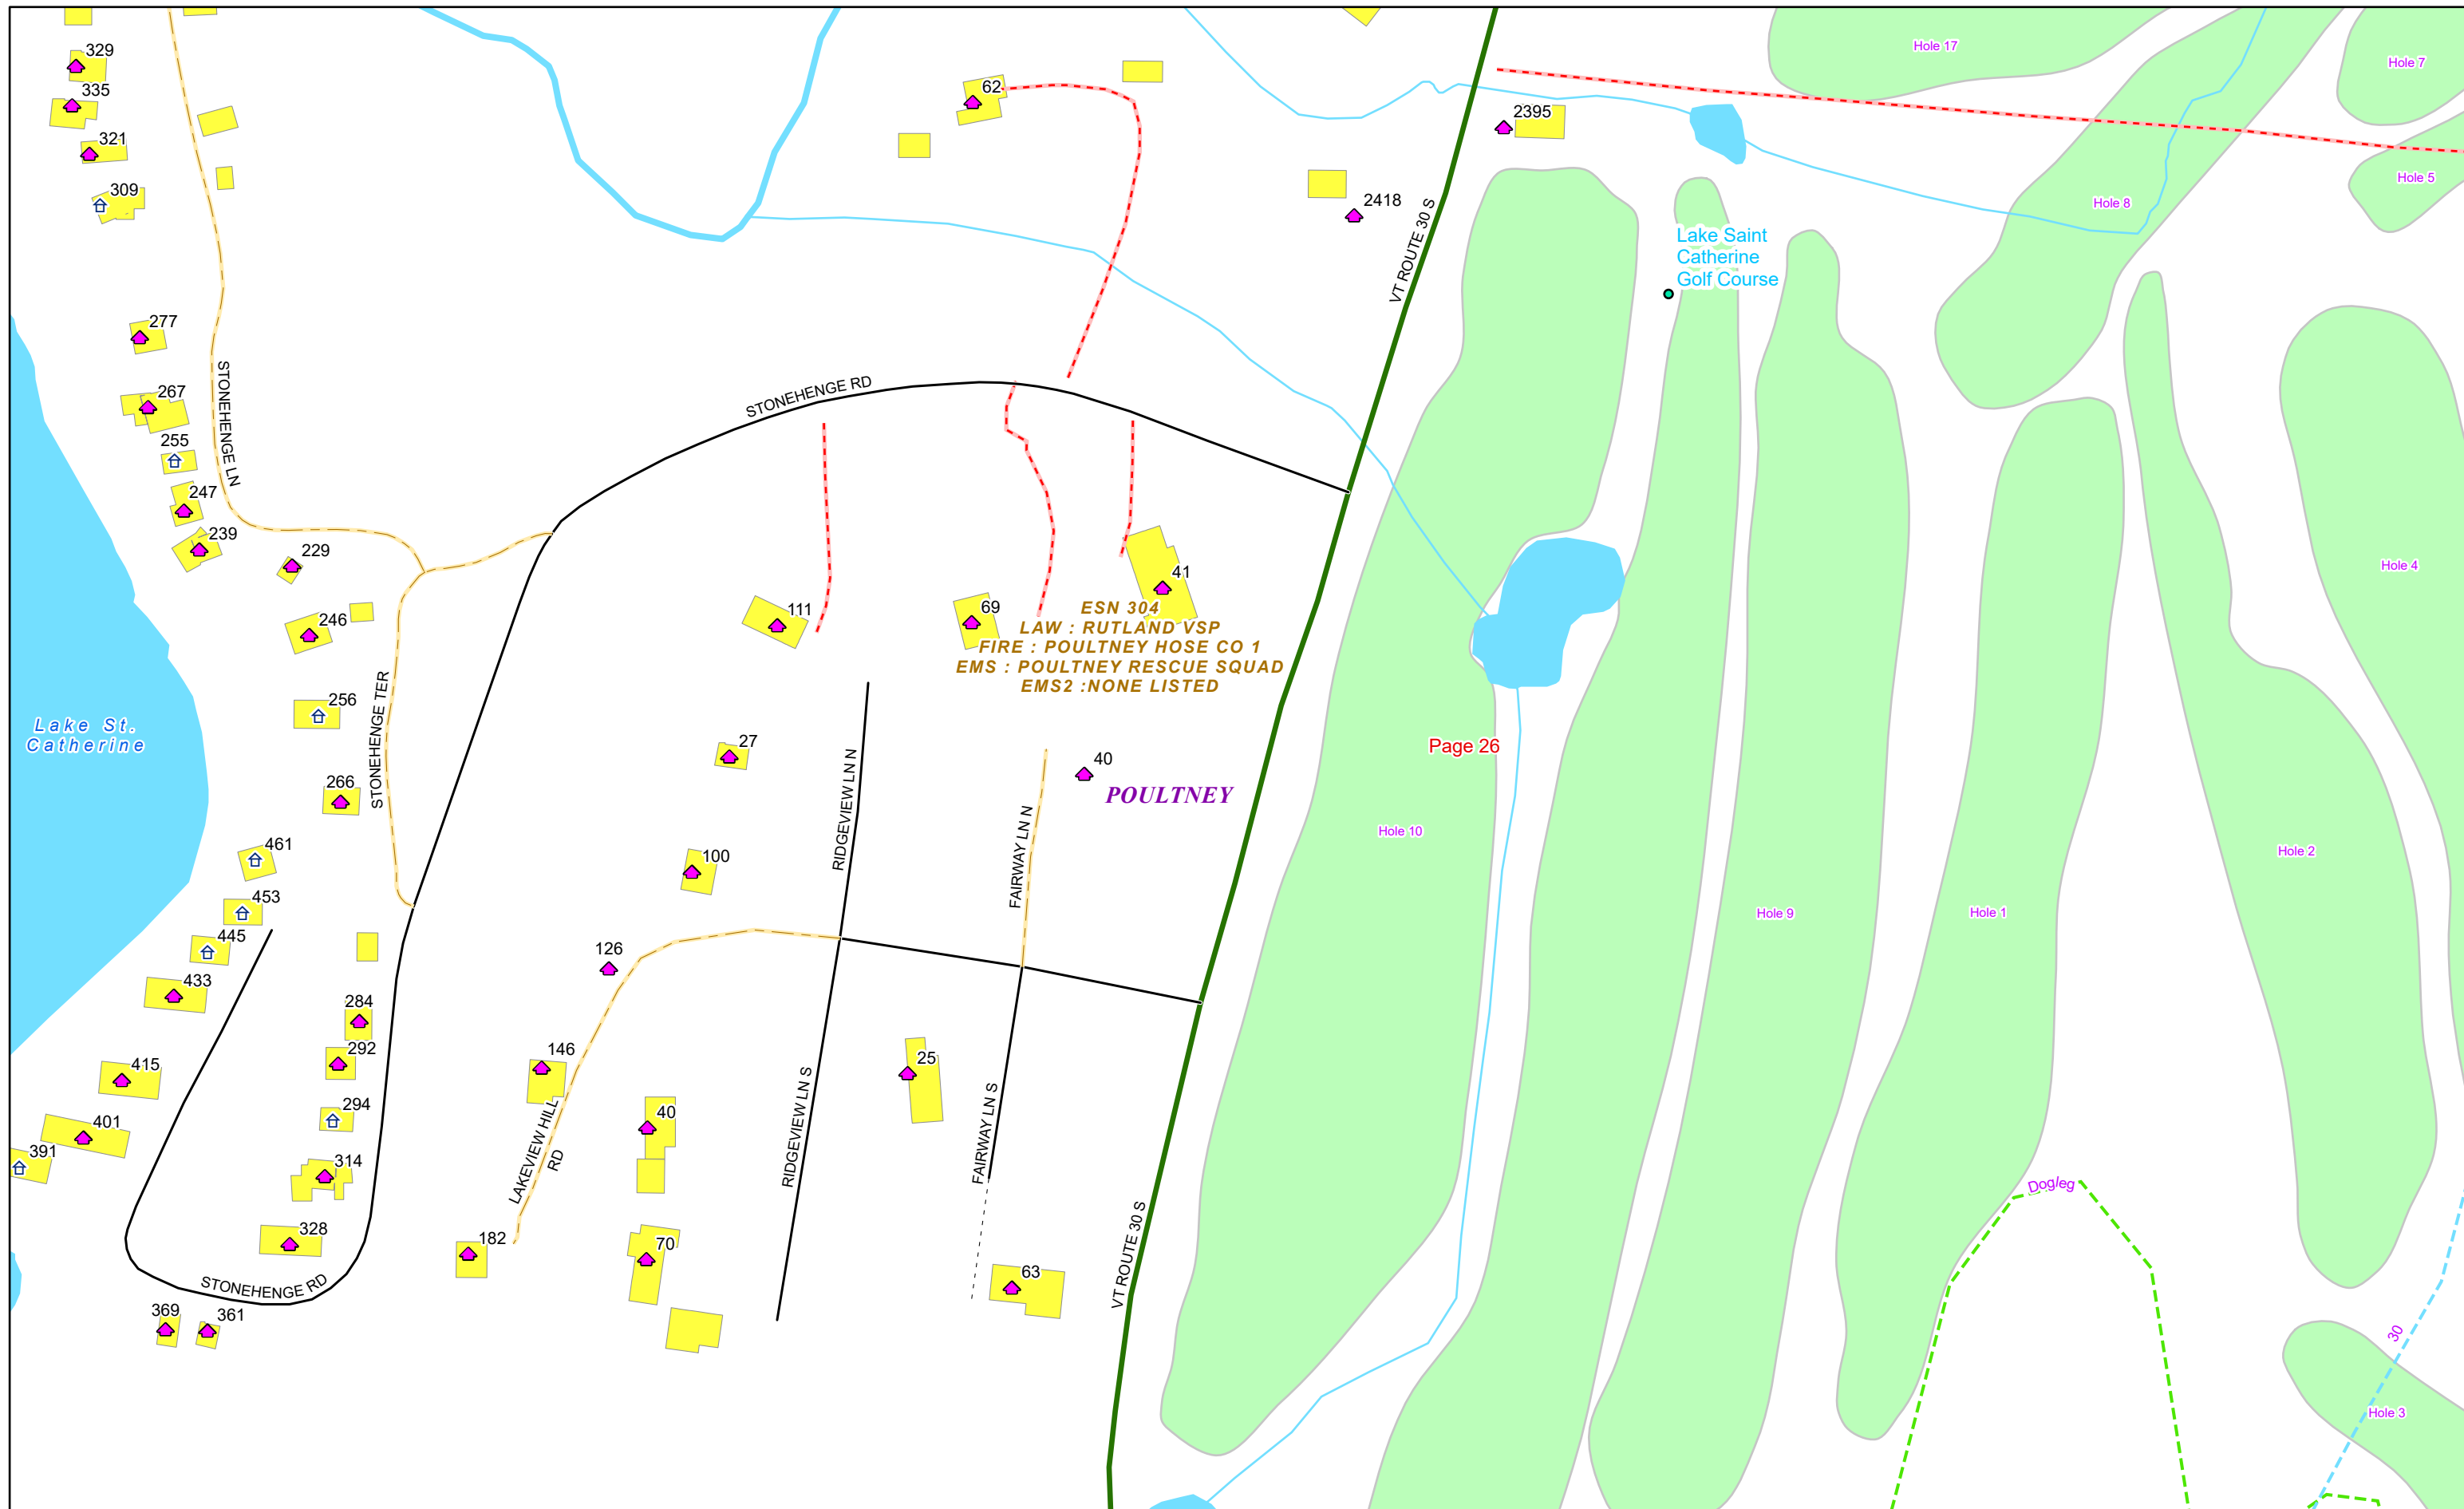 329
335
321
309
62
2395
2418
Hole 17
Hole 7
Hole 5
Hole 8
VT ROUTE 30 S
Lake Saint
Catherine
Golf Course
277
267
255
247
239
229
246
256
266
STONEHENGE LN
STONEHENGE RD
STONEHENGE TER
111
69
41
ESN 304
LAW : RUTLAND VSP
FIRE : POULTNEY HOSE CO 1
EMS : POULTNEY RESCUE SQUAD
EMS2 :NONE LISTED
Hole 4
Lake St.
Catherine
27
100
RIDGEVIEW LN N
FAIRWAY LN N
40
POULTNEY
Page 26
Hole 10
Hole 9
Hole 1
Hole 2
461
453
445
433
415
401
391
284
292
294
314
328
STONEHENGE RD
369
361
126
146
LAKEVIEW HILL
RD
182
40
70
RIDGEVIEW LN S
25
FAIRWAY LN S
63
VT ROUTE 30 S
Dogleg
30
Hole 3